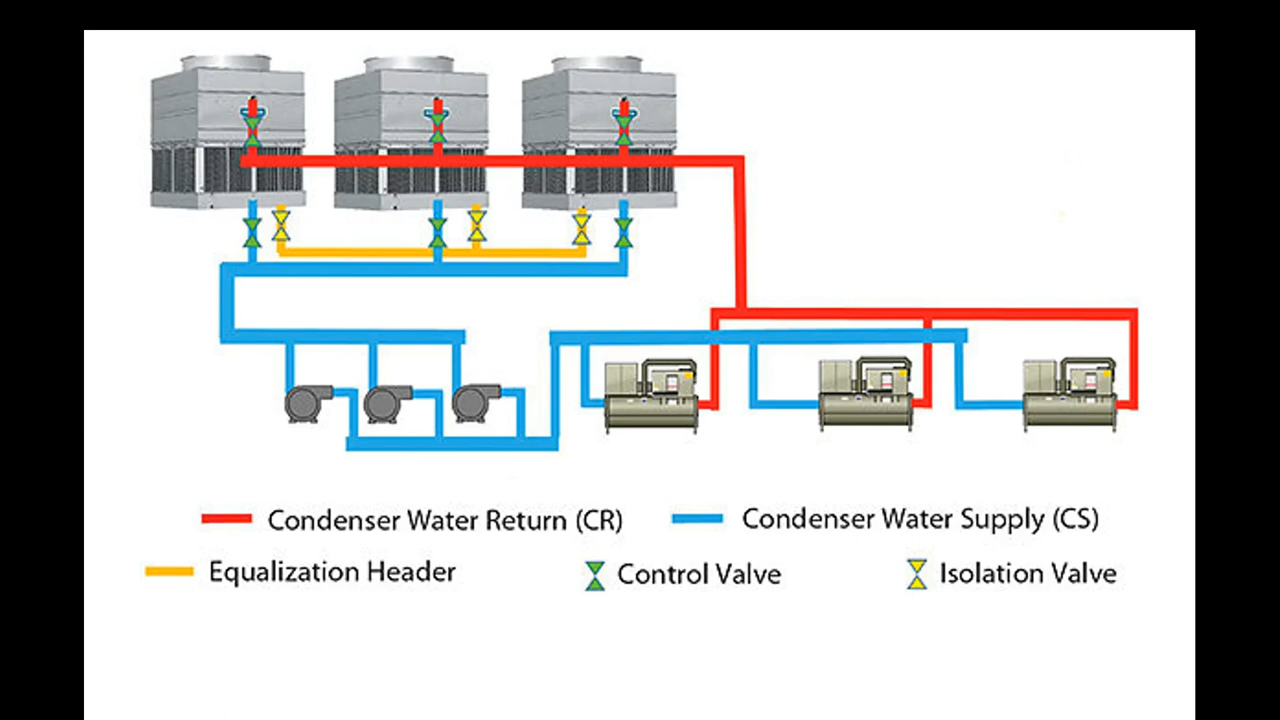 Condenser Water Return (CR) Condenser Water Supply (CS)
Equalization Header Control Valve Isolation Valve